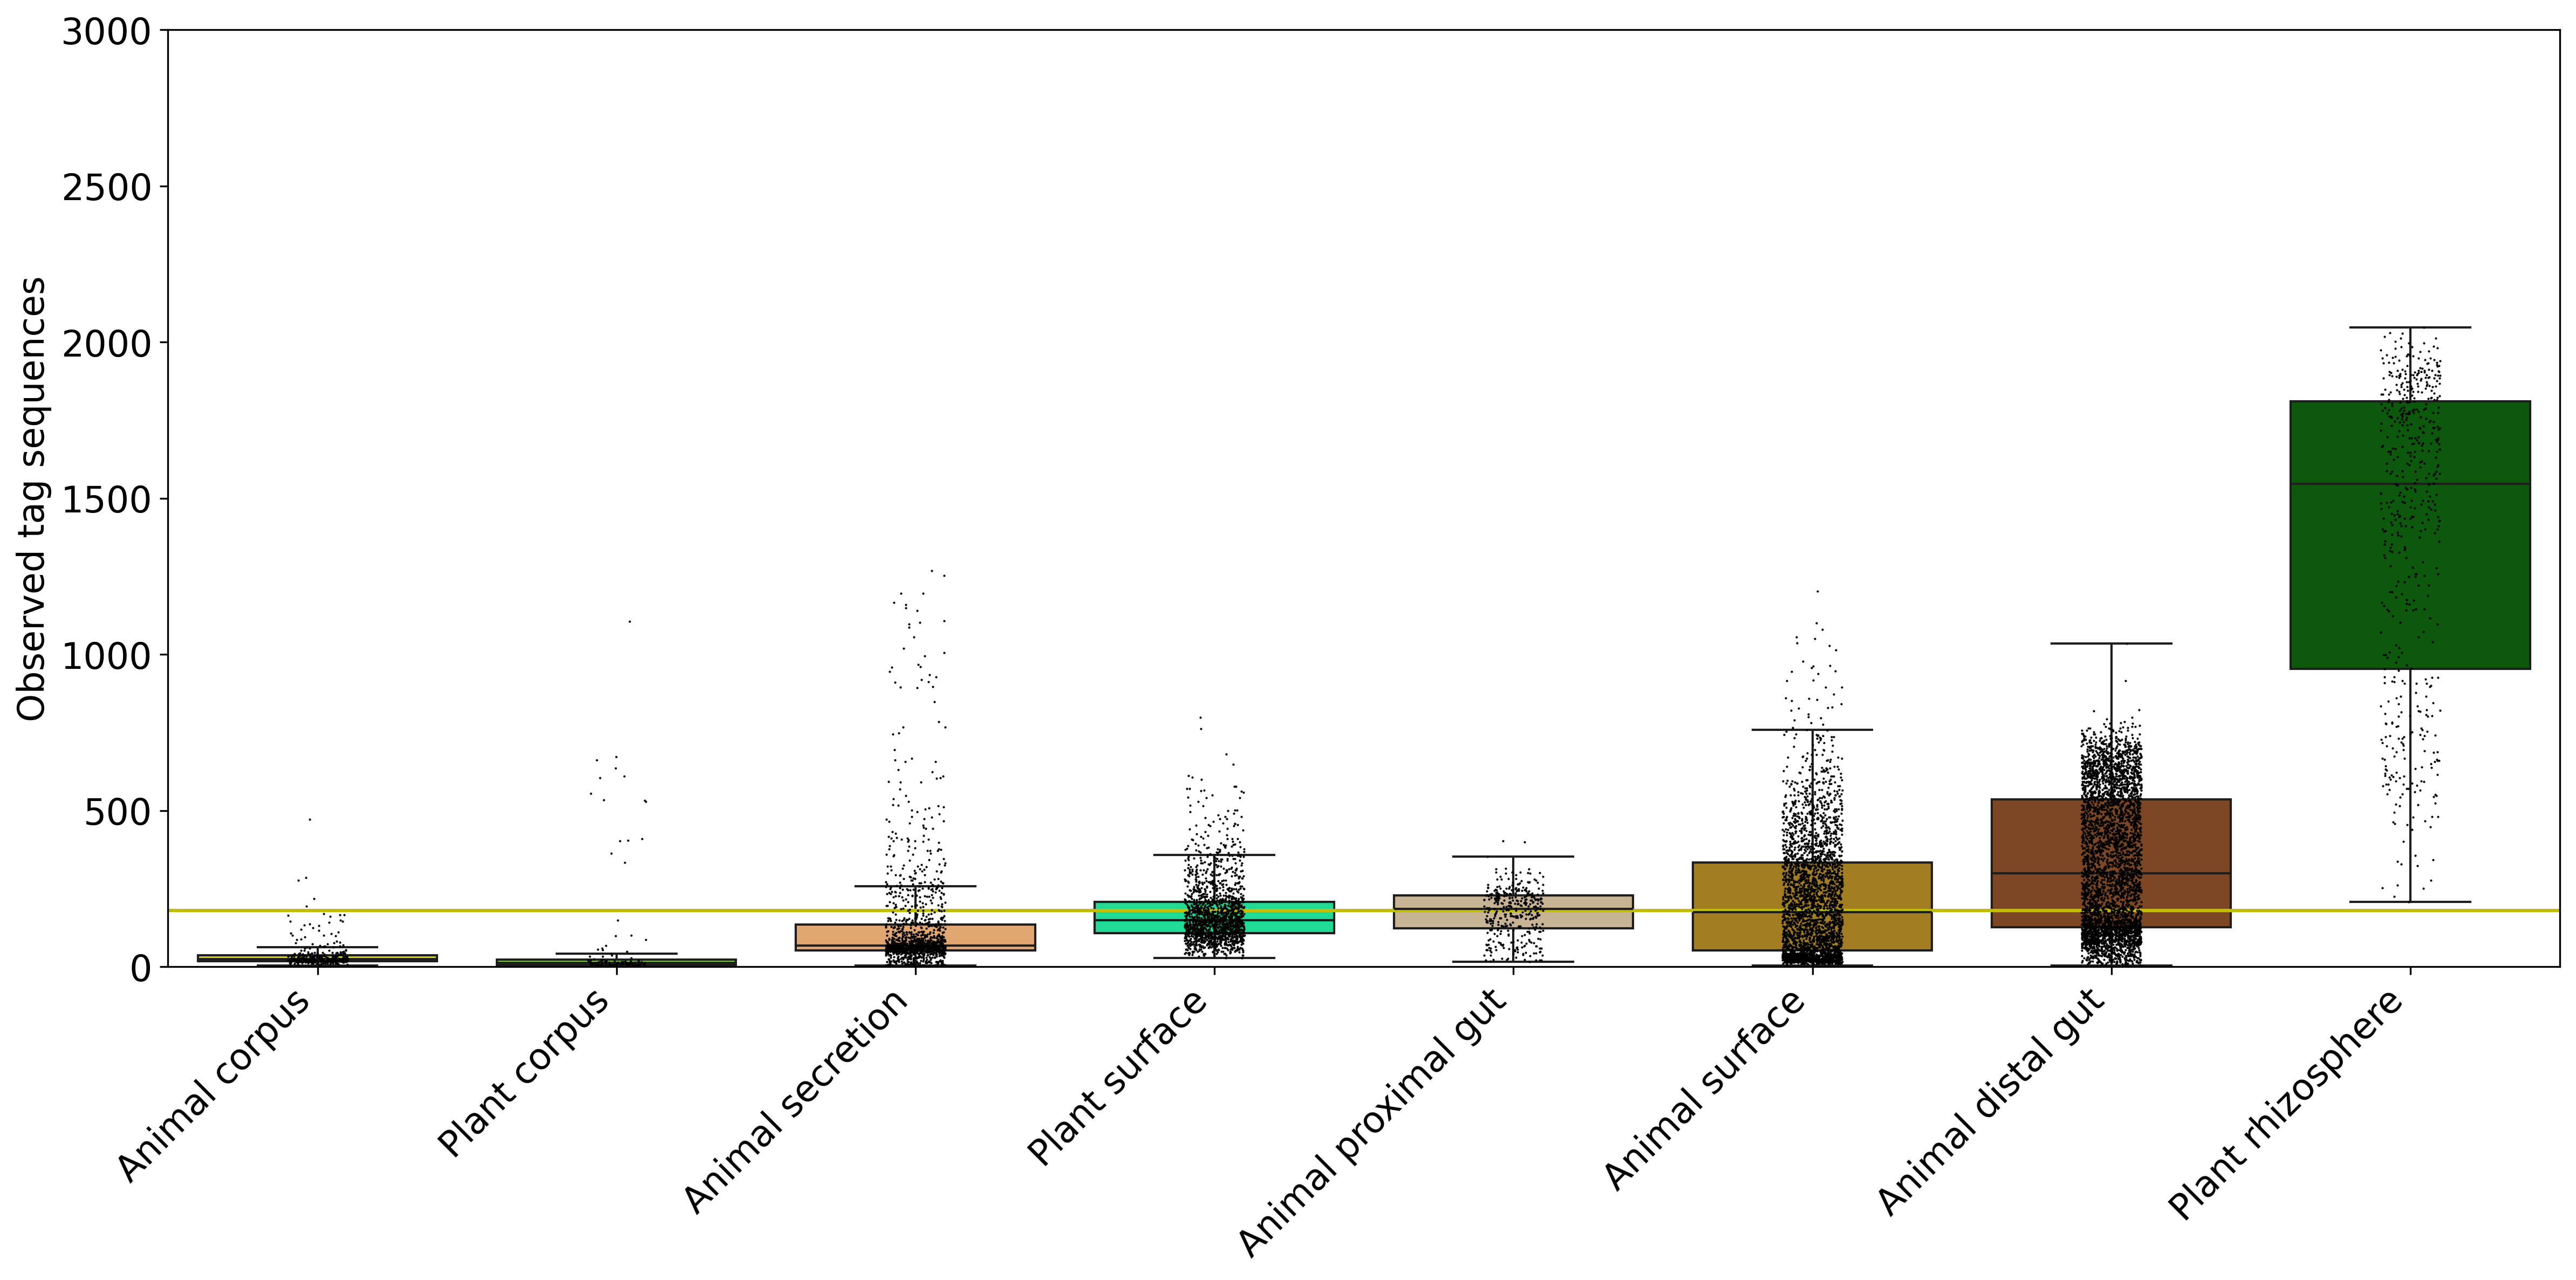 Observed tag sequences
3000
2500
2000
1500
1000
500
0
Animal corpus
Plant corpus
Animal secretion
Plant surface
Animal proximal gut
Animal surface
Animal distal gut
Plant rhizosphere